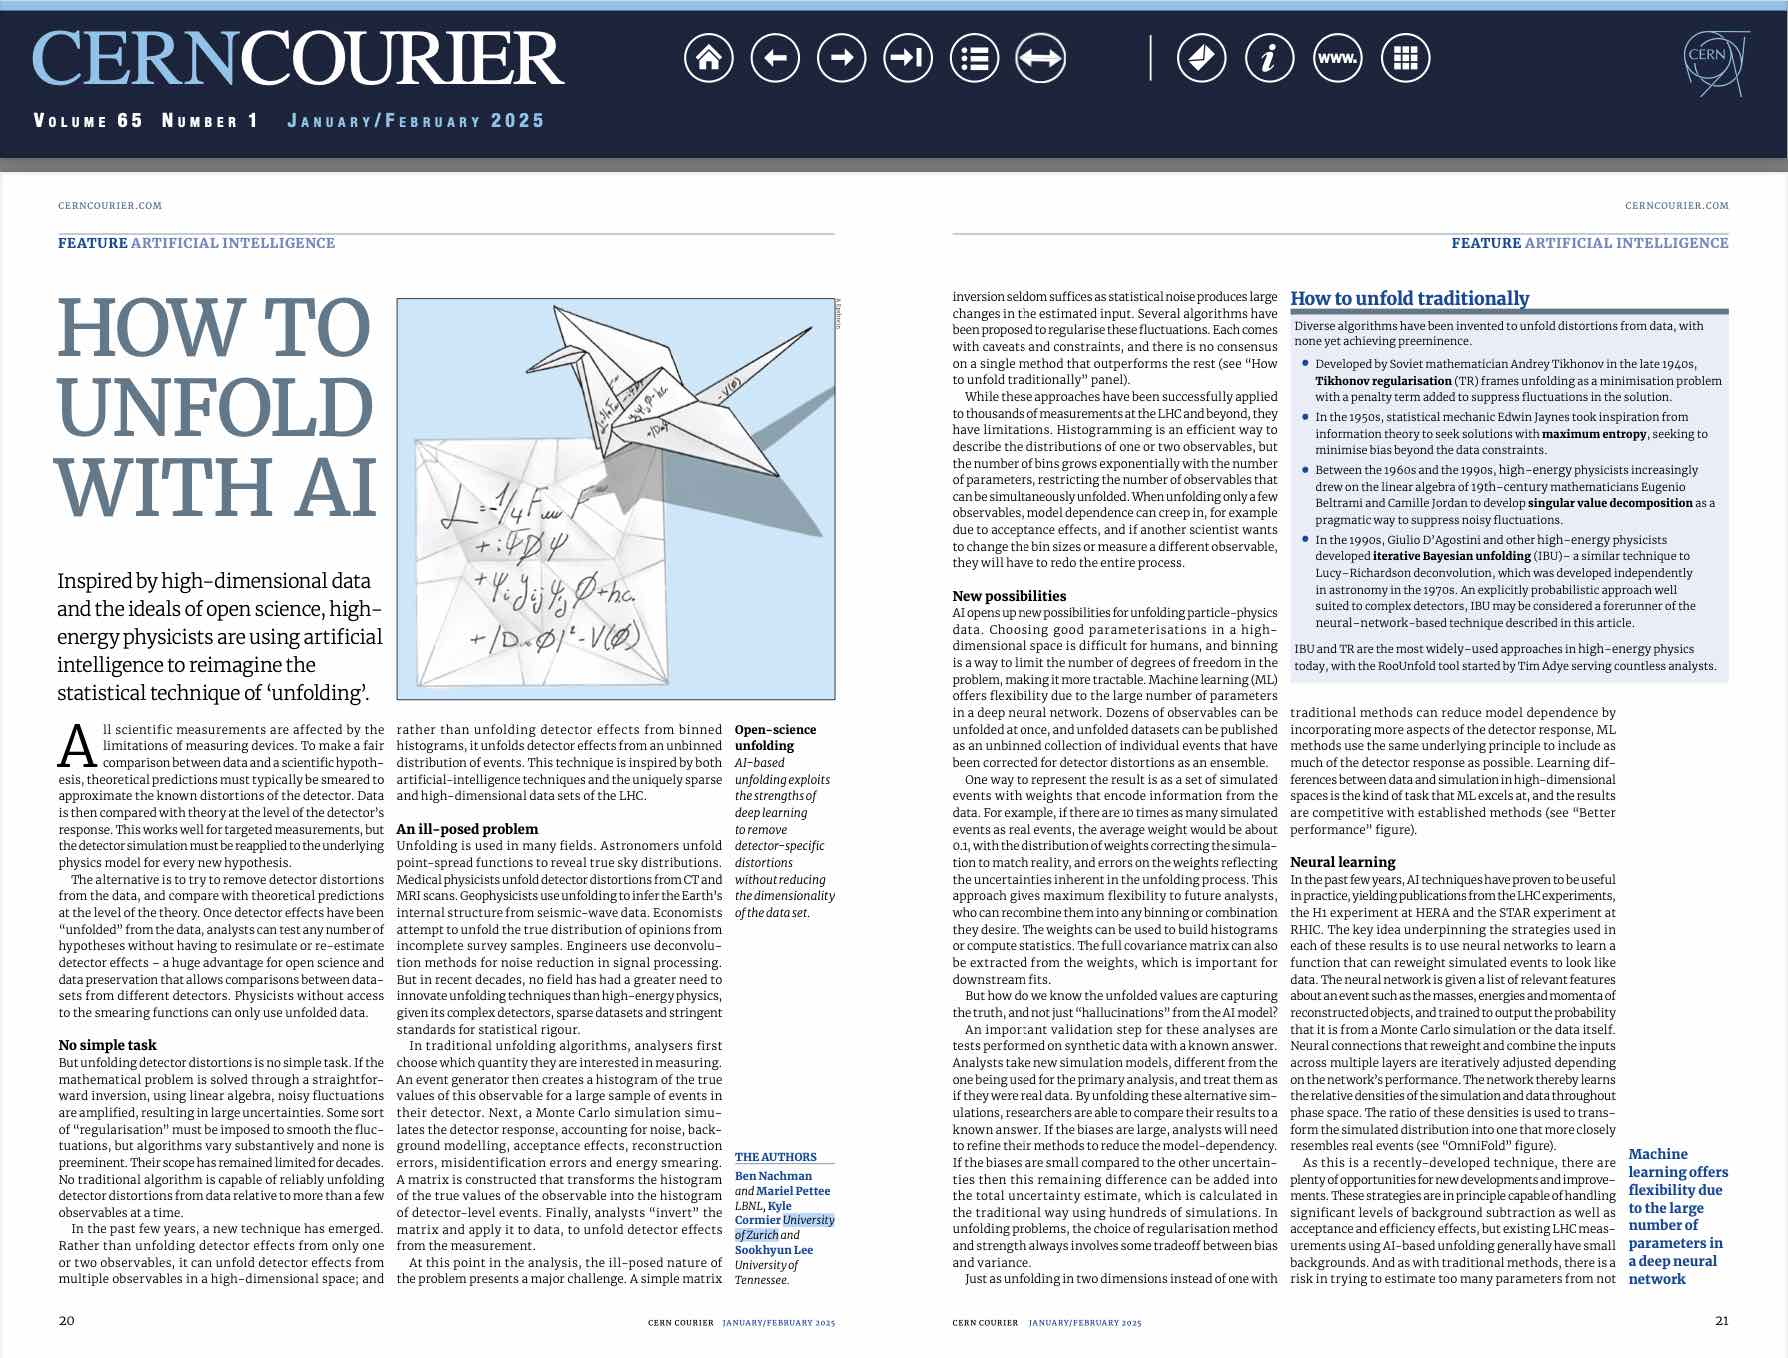 CERNCOURIER
www.
CERN
VOLUME 65 NUMBER 1 JANUARY/FEBRUARY 2025
CERNCOURIER.COM
FEATURE ARTIFICIAL INTELLIGENCE
HOW TO
UNFOLD
WITH AI
Inspired by high-dimensional data
and the ideals of open science, high-
energy physicists are using artificial
intelligence to reimagine the
statistical technique of ‘unfolding’.
All scientific measurements are affected by the
limitations of measuring devices. To make a fair
comparison between data and a scientific hypoth-
esis, theoretical predictions must typically be smeared to
approximate the known distortions of the detector. Data
is then compared with theory at the level of the detector’s
response. This works well for targeted measurements, but
the detector simulation must be reapplied to the underlying
physics model for every new hypothesis.
The alternative is to try to remove detector distortions
from the data, and compare with theoretical predictions
at the level of the theory. Once detector effects have been
“unfolded” from the data, analysts can test any number of
hypotheses without having to resimulate or re-estimate
detector effects – a huge advantage for open science and
data preservation that allows comparisons between data-
sets from different detectors. Physicists without access
to the smearing functions can only use unfolded data.
No simple task
But unfolding detector distortions is no simple task. If the
mathematical problem is solved through a straightfor-
ward inversion, using linear algebra, noisy fluctuations
are amplified, resulting in large uncertainties. Some sort
of “regularisation” must be imposed to smooth the fluc-
tuations, but algorithms vary substantively and none is
preeminent. Their scope has remained limited for decades.
No traditional algorithm is capable of reliably unfolding
detector distortions from data relative to more than a few
observables at a time.
In the past few years, a new technique has emerged.
Rather than unfolding detector effects from only one
or two observables, it can unfold detector effects from
multiple observables in a high-dimensional space; and
rather than unfolding detector effects from binned
histograms, it unfolds detector effects from an unbinned
distribution of events. This technique is inspired by both
artificial-intelligence techniques and the uniquely sparse
and high-dimensional data sets of the LHC.
An ill-posed problem
Unfolding is used in many fields. Astronomers unfold
point-spread functions to reveal true sky distributions.
Medical physicists unfold detector distortions from CT and
MRI scans. Geophysicists use unfolding to infer the Earth’s
internal structure from seismic-wave data. Economists
attempt to unfold the true distribution of opinions from
incomplete survey samples. Engineers use deconvolu-
tion methods for noise reduction in signal processing.
But in recent decades, no field has had a greater need to
innovate unfolding techniques than high-energy physics,
given its complex detectors, sparse datasets and stringent
standards for statistical rigour.
In traditional unfolding algorithms, analysers first
choose which quantity they are interested in measuring.
An event generator then creates a histogram of the true
values of this observable for a large sample of events in
their detector. Next, a Monte Carlo simulation simu-
lates the detector response, accounting for noise, back-
ground modelling, acceptance effects, reconstruction
errors, misidentification errors and energy smearing.
A matrix is constructed that transforms the histogram
of the true values of the observable into the histogram
of detector-level events. Finally, analysts “invert” the
matrix and apply it to data, to unfold detector effects
from the measurement.
At this point in the analysis, the ill-posed nature of
the problem presents a major challenge. A simple matrix
Open-science
unfolding
AI-based
unfolding exploits
the strengths of
deep learning
to remove
detector-specific
distortions
without reducing
the dimensionality
of the data set.
THE AUTHORS
Ben Nachman
and Mariel Pettee
LBNL, Kyle
Cormier University
of Zurich and
Sookhyun Lee
University of
Tennessee.
20
CERN COURIER JANUARY/FEBRUARY 2025
CERNCOURIER.COM
FEATURE ARTIFICIAL INTELLIGENCE
inversion seldom suffices as statistical noise produces large
changes in the estimated input. Several algorithms have
been proposed to regularise these fluctuations. Each comes
with caveats and constraints, and there is no consensus
on a single method that outperforms the rest (see “How
to unfold traditionally” panel).
While these approaches have been successfully applied
to thousands of measurements at the LHC and beyond, they
have limitations. Histogramming is an efficient way to
describe the distributions of one or two observables, but
the number of bins grows exponentially with the number
of parameters, restricting the number of observables that
can be simultaneously unfolded. When unfolding only a few
observables, model dependence can creep in, for example
due to acceptance effects, and if another scientist wants
to change the bin sizes or measure a different observable,
they will have to redo the entire process.
New possibilities
AI opens up new possibilities for unfolding particle-physics
data. Choosing good parameterisations in a high-
dimensional space is difficult for humans, and binning
is a way to limit the number of degrees of freedom in the
problem, making it more tractable. Machine learning (ML)
offers flexibility due to the large number of parameters
in a deep neural network. Dozens of observables can be
unfolded at once, and unfolded datasets can be published
as an unbinned collection of individual events that have
been corrected for detector distortions as an ensemble.
One way to represent the result is as a set of simulated
events with weights that encode information from the
data. For example, if there are 10 times as many simulated
events as real events, the average weight would be about
0.1, with the distribution of weights correcting the simula-
tion to match reality, and errors on the weights reflecting
the uncertainties inherent in the unfolding process. This
approach gives maximum flexibility to future analysts,
who can recombine them into any binning or combination
they desire. The weights can be used to build histograms
or compute statistics. The full covariance matrix can also
be extracted from the weights, which is important for
downstream fits.
But how do we know the unfolded values are capturing
the truth, and not just “hallucinations” from the AI model?
An important validation step for these analyses are
tests performed on synthetic data with a known answer.
Analysts take new simulation models, different from the
one being used for the primary analysis, and treat them as
if they were real data. By unfolding these alternative sim-
ulations, researchers are able to compare their results to a
known answer. If the biases are large, analysts will need
to refine their methods to reduce the model-dependency.
If the biases are small compared to the other uncertain-
ties then this remaining difference can be added into
the total uncertainty estimate, which is calculated in
the traditional way using hundreds of simulations. In
unfolding problems, the choice of regularisation method
and strength always involves some tradeoff between bias
and variance.
Just as unfolding in two dimensions instead of one with
How to unfold traditionally
Diverse algorithms have been invented to unfold distortions from data, with
none yet achieving preeminence.
● Developed by Soviet mathematician Andrey Tikhonov in the late 1940s,
Tikhonov regularisation (TR) frames unfolding as a minimisation problem
with a penalty term added to suppress fluctuations in the solution.
● In the 1950s, statistical mechanic Edwin Jaynes took inspiration from
information theory to seek solutions with maximum entropy, seeking to
minimise bias beyond the data constraints.
● Between the 1960s and the 1990s, high-energy physicists increasingly
drew on the linear algebra of 19th-century mathematicians Eugenio
Beltrami and Camille Jordan to develop singular value decomposition as a
pragmatic way to suppress noisy fluctuations.
● In the 1990s, Giulio D’Agostini and other high-energy physicists
developed iterative Bayesian unfolding (IBU)– a similar technique to
Lucy–Richardson deconvolution, which was developed independently
in astronomy in the 1970s. An explicitly probabilistic approach well
suited to complex detectors, IBU may be considered a forerunner of the
neural-network-based technique described in this article.
IBU and TR are the most widely-used approaches in high-energy physics
today, with the RooUnfold tool started by Tim Adye serving countless analysts.
traditional methods can reduce model dependence by
incorporating more aspects of the detector response, ML
methods use the same underlying principle to include as
much of the detector response as possible. Learning dif-
ferences between data and simulation in high-dimensional
spaces is the kind of task that ML excels at, and the results
are competitive with established methods (see “Better
performance” figure).
Neural learning
In the past few years, AI techniques have proven to be useful
in practice, yielding publications from the LHC experiments,
the H1 experiment at HERA and the STAR experiment at
RHIC. The key idea underpinning the strategies used in
each of these results is to use neural networks to learn a
function that can reweight simulated events to look like
data. The neural network is given a list of relevant features
about an event such as the masses, energies and momenta of
reconstructed objects, and trained to output the probability
that it is from a Monte Carlo simulation or the data itself.
Neural connections that reweight and combine the inputs
across multiple layers are iteratively adjusted depending
on the network’s performance. The network thereby learns
the relative densities of the simulation and data throughout
phase space. The ratio of these densities is used to trans-
form the simulated distribution into one that more closely
resembles real events (see “OmniFold” figure).
As this is a recently-developed technique, there are
plenty of opportunities for new developments and improve-
ments. These strategies are in principle capable of handling
significant levels of background subtraction as well as
acceptance and efficiency effects, but existing LHC meas-
urements using AI-based unfolding generally have small
backgrounds. And as with traditional methods, there is a
risk in trying to estimate too many parameters from not
Machine
learning offers
flexibility due
to the large
number of
parameters in
a deep neural
network
CERN COURIER JANUARY/FEBRUARY 2025
21